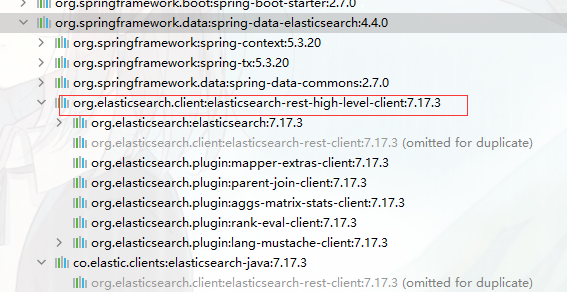 org.springframework.boot:spring-boot-starter:2.7.0
org.springframework.data:spring-data-elasticsearch:4.4.0
org.springframework:spring-context:5.3.20
org.springframework:spring-tx:5.3.20
org.springframework.data:spring-data-commons:2.7.0
org.elasticsearch.client:elasticsearch-rest-high-level-client:7.17.3
org.elasticsearch:elasticsearch:7.17.3
org.elasticsearch.client:elasticsearch-rest-client:7.17.3 (omitted for duplicate)
org.elasticsearch.plugin:mapper-extras-client:7.17.3
org.elasticsearch.plugin:parent-join-client:7.17.3
org.elasticsearch.plugin:aggs-matrix-stats-client:7.17.3
org.elasticsearch.plugin:rank-eval-client:7.17.3
org.elasticsearch.plugin:lang-mustache-client:7.17.3
co.elastic.clients:elasticsearch-java:7.17.3
org.elasticsearch.client:elasticsearch-rest-client:7.17.3 (omitted for duplicate)